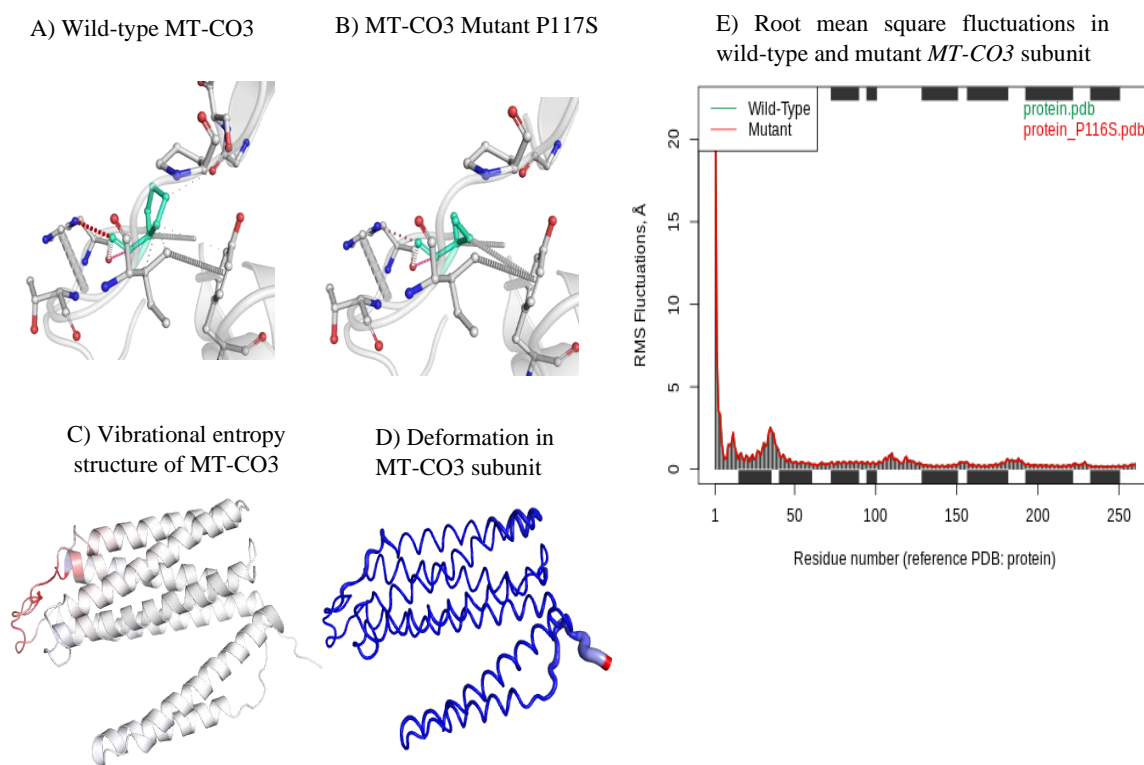 A) Wild-type MT-CO3
B) MT-CO3 Mutant P117S
E) Root mean square fluctuations in
wild-type and mutant MT-CO3 subunit
Wild-Type
Mutant
protein.pdb
protein_P116S.pdb
RMS Fluctuations, Å
20
15
10
5
0
1
50
100
150
200
250
Residue number (reference PDB: protein)
C) Vibrational entropy
structure of MT-CO3
D) Deformation in
MT-CO3 subunit